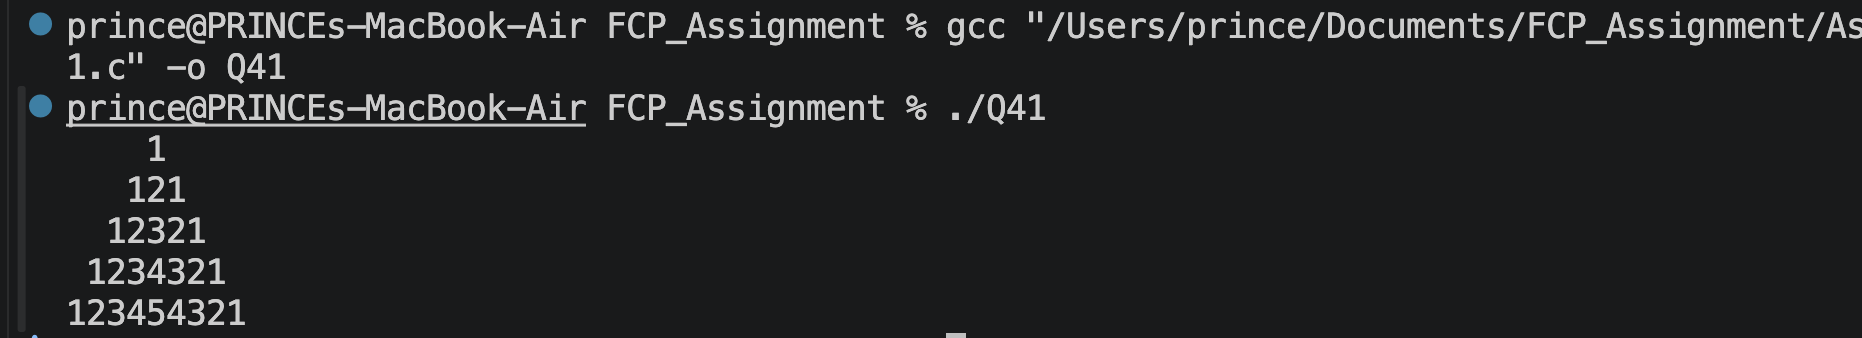 prince@PRINCEs-MacBook-Air FCP_Assignment % gcc "/Users/prince/Documents/FCP_Assignment/As
1.c" -o Q41
prince@PRINCEs-MacBook-Air FCP_Assignment % ./Q41
    1
   121
  12321
 1234321
123454321